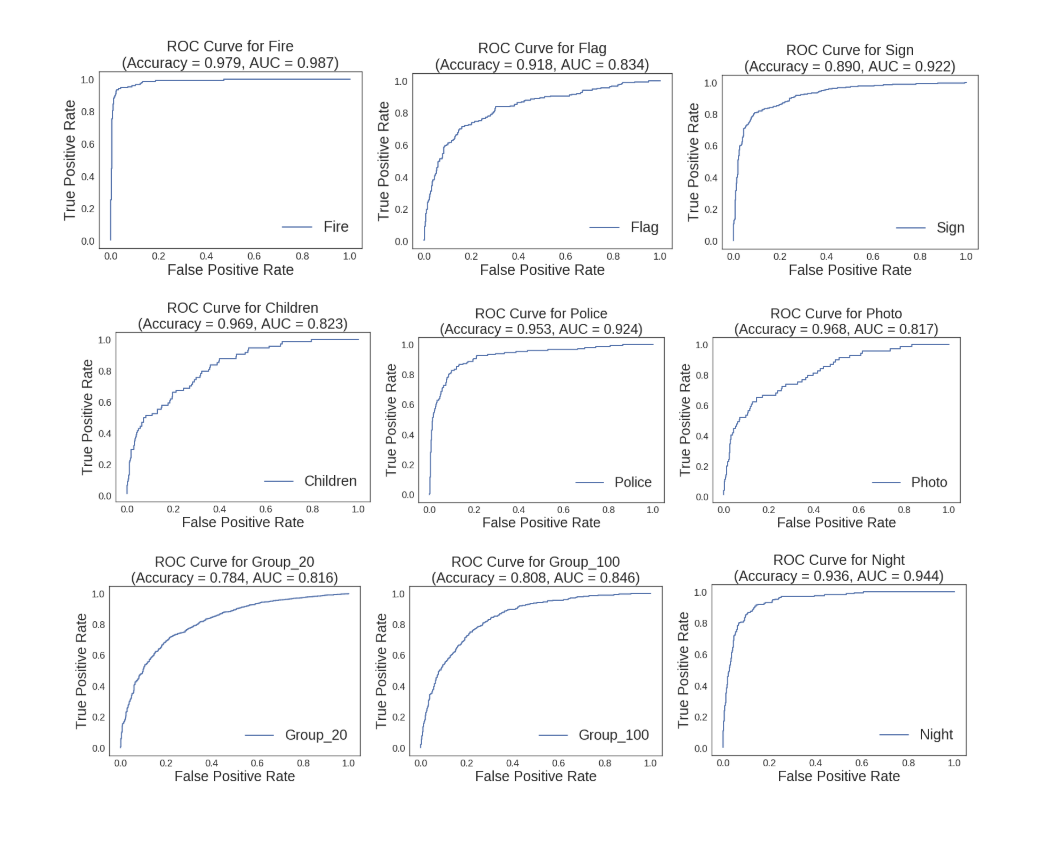 ROC Curve for Fire
(Accuracy = 0.979, AUC = 0.987)
True Positive Rate
1.0
0.8
0.6
0.4
0.2
0.0
Fire
0.0 0.2 0.4 0.6 0.8 1.0
False Positive Rate
ROC Curve for Flag
(Accuracy = 0.918, AUC = 0.834)
True Positive Rate
1.0
0.8
0.6
0.4
0.2
0.0
Flag
0.0 0.2 0.4 0.6 0.8 1.0
False Positive Rate
ROC Curve for Sign
(Accuracy = 0.890, AUC = 0.922)
True Positive Rate
1.0
0.8
0.6
0.4
0.2
0.0
Sign
0.0 0.2 0.4 0.6 0.8 1.0
False Positive Rate
ROC Curve for Children
(Accuracy = 0.969, AUC = 0.823)
True Positive Rate
1.0
0.8
0.6
0.4
0.2
0.0
Children
0.0 0.2 0.4 0.6 0.8 1.0
False Positive Rate
ROC Curve for Police
(Accuracy = 0.953, AUC = 0.924)
True Positive Rate
1.0
0.8
0.6
0.4
0.2
0.0
Police
0.0 0.2 0.4 0.6 0.8 1.0
False Positive Rate
ROC Curve for Photo
(Accuracy = 0.968, AUC = 0.817)
True Positive Rate
1.0
0.8
0.6
0.4
0.2
0.0
Photo
0.0 0.2 0.4 0.6 0.8 1.0
False Positive Rate
ROC Curve for Group_20
(Accuracy = 0.784, AUC = 0.816)
True Positive Rate
1.0
0.8
0.6
0.4
0.2
0.0
Group_20
0.0 0.2 0.4 0.6 0.8 1.0
False Positive Rate
ROC Curve for Group_100
(Accuracy = 0.808, AUC = 0.846)
True Positive Rate
1.0
0.8
0.6
0.4
0.2
0.0
Group_100
0.0 0.2 0.4 0.6 0.8 1.0
False Positive Rate
ROC Curve for Night
(Accuracy = 0.936, AUC = 0.944)
True Positive Rate
1.0
0.8
0.6
0.4
0.2
0.0
Night
0.0 0.2 0.4 0.6 0.8 1.0
False Positive Rate